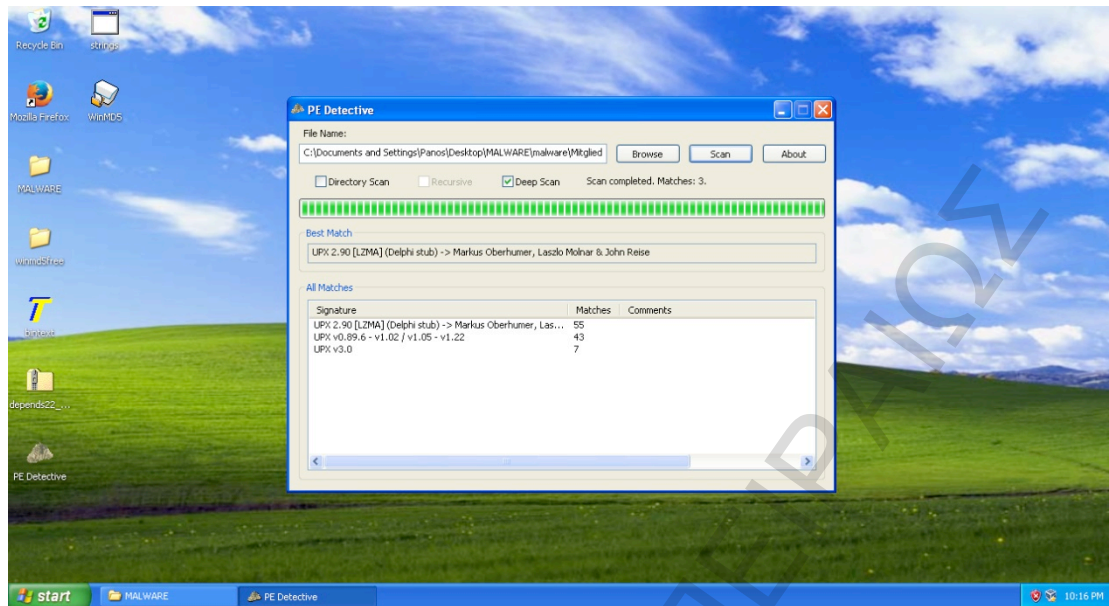 Recycle Bin
strings
Mozilla Firefox
WinMD5
MALWARE
winmd5free
bintext
depends22_...
PE Detective
PE Detective
File Name:
C:\Documents and Settings\Panos\Desktop\MALWARE\malware\Mitglied
Browse
Scan
About
Directory Scan
Recursive
Deep Scan
Scan completed. Matches: 3.
Best Match
UPX 2.90 [LZMA] (Delphi stub) -> Markus Oberhumer, Laszlo Molnar & John Reise
All Matches
Signature Matches Comments
UPX 2.90 [LZMA] (Delphi stub) -> Markus Oberhumer, Las... 55
UPX v0.89.6 - v1.02 / v1.05 - v1.22 43
UPX v3.0 7
start
MALWARE
PE Detective
10:16 PM